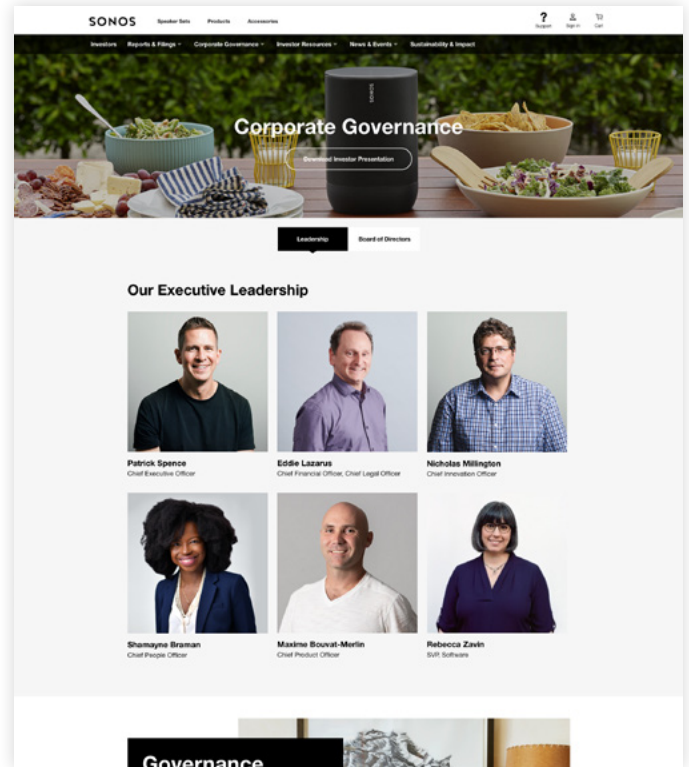 SONOS Speaker Sets Products Accessories ? Support Sign in Cart
Investors Reports & Filings Corporate Governance Investor Resources News & Events Sustainability & Impact
SONOS
Corporate Governance
Download Investor Presentation
Leadership Board of Directors
Our Executive Leadership
Patrick Spence Eddie Lazarus Nicholas Millington
Chief Executive Officer Chief Financial Officer, Chief Legal Officer Chief Innovation Officer
Shamayne Braman Maxime Bouvat-Merlin Rebecca Zavin
Chief People Officer Chief Product Officer SVP, Software
Governance